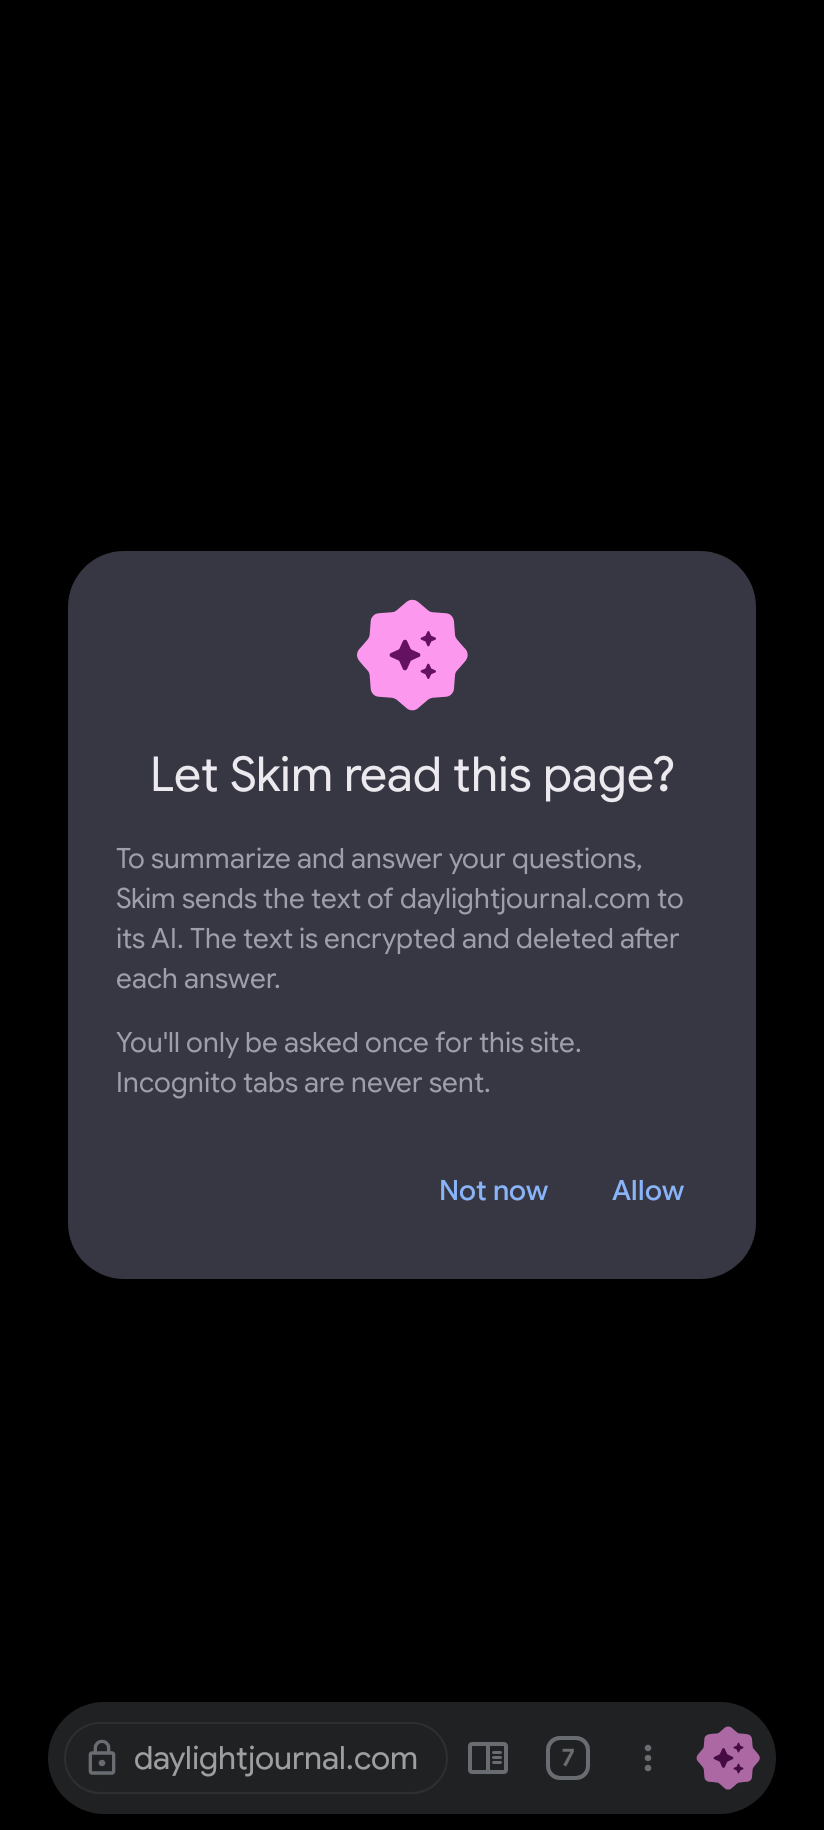 Let Skim read this page?
To summarize and answer your questions,
Skim sends the text of daylightjournal.com to
its AI. The text is encrypted and deleted after
each answer.
You'll only be asked once for this site.
Incognito tabs are never sent.
Not now Allow
daylightjournal.com 7